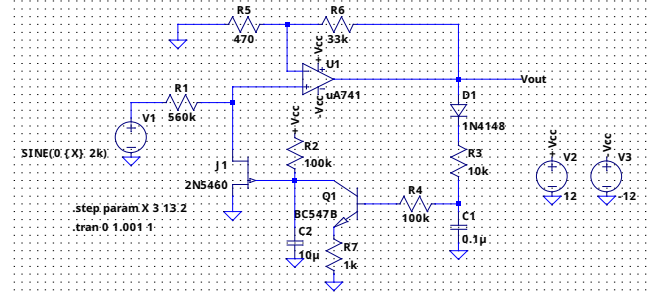 R5
470
R6
33k
+Vcc
U1
uA741
-Vcc
Vout
R1
560k
V1
SINE(0 {X} 2k)
+Vcc
R2
100k
J1
2N5460
D1
1N4148
R3
10k
+Vcc
V2
12
-Vcc
V3
-12
Q1
BC547B
R4
100k
C1
0.1µ
.step param X 3 13 2
.tran 0 1.001 1
C2
10µ
R7
1k